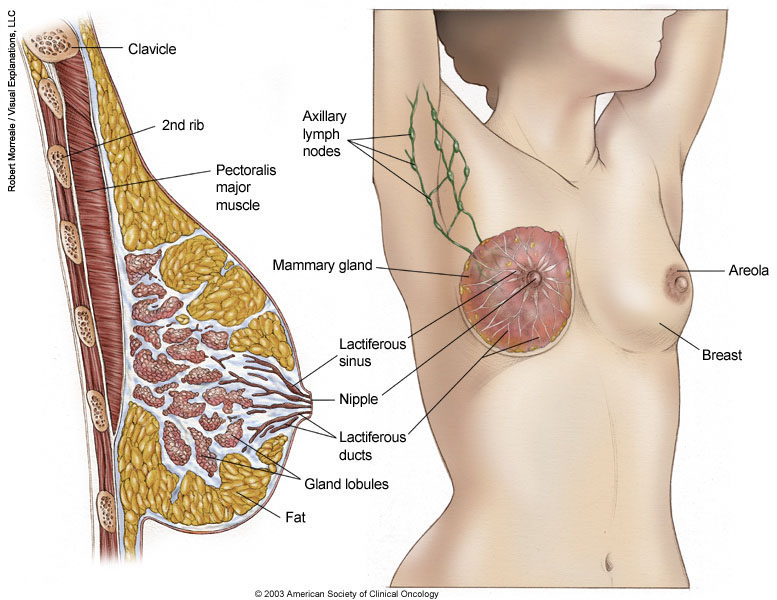 Robert Morreale / Visual Explanations, LLC
Clavicle
2nd rib
Pectoralis
major
muscle
Axillary
lymph
nodes
Mammary gland
Areola
Lactiferous
sinus
Breast
Nipple
Lactiferous
ducts
Gland lobules
Fat
© 2003 American Society of Clinical Oncology